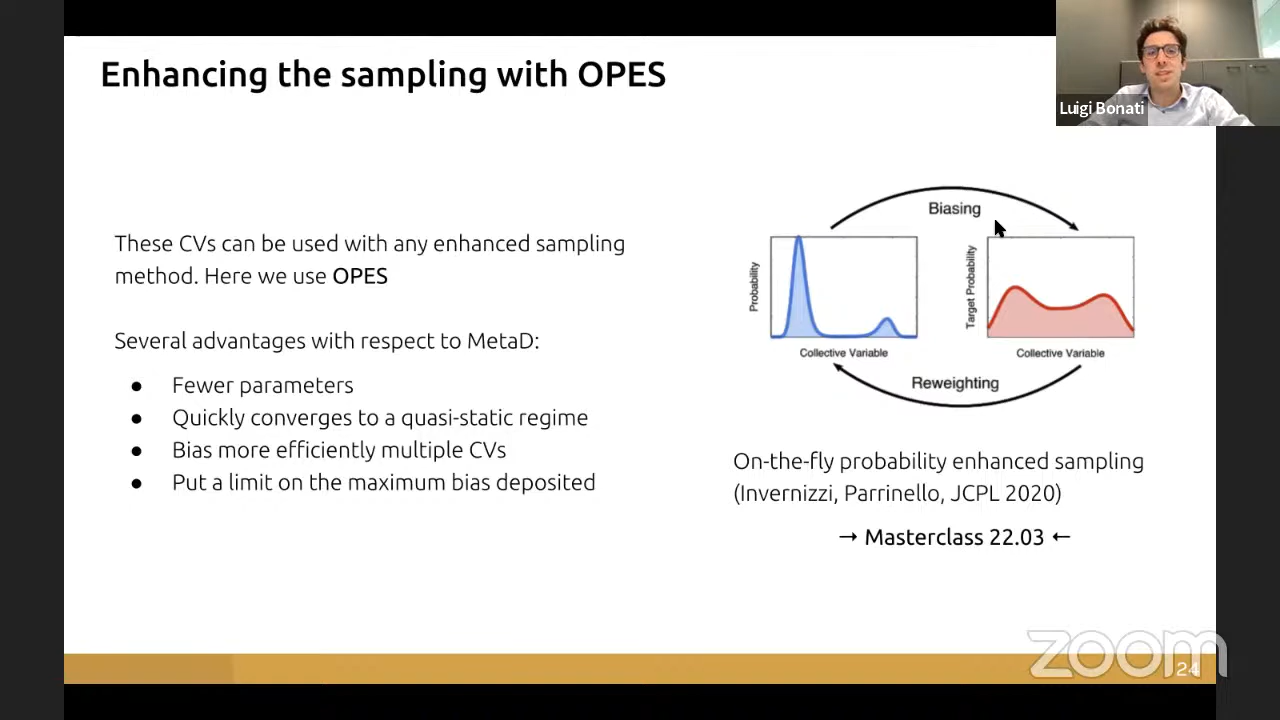 Enhancing the sampling with OPES
Luigi Bonati
These CVs can be used with any enhanced sampling
method. Here we use OPES
Several advantages with respect to MetaD:
● Fewer parameters
● Quickly converges to a quasi-static regime
● Bias more efficiently multiple CVs
● Put a limit on the maximum bias deposited
Biasing
Probability
Collective Variable
Target Probability
Collective Variable
Reweighting
On-the-fly probability enhanced sampling
(Invernizzi, Parrinello, JCPL 2020)
→ Masterclass 22.03 ←
zoom
24